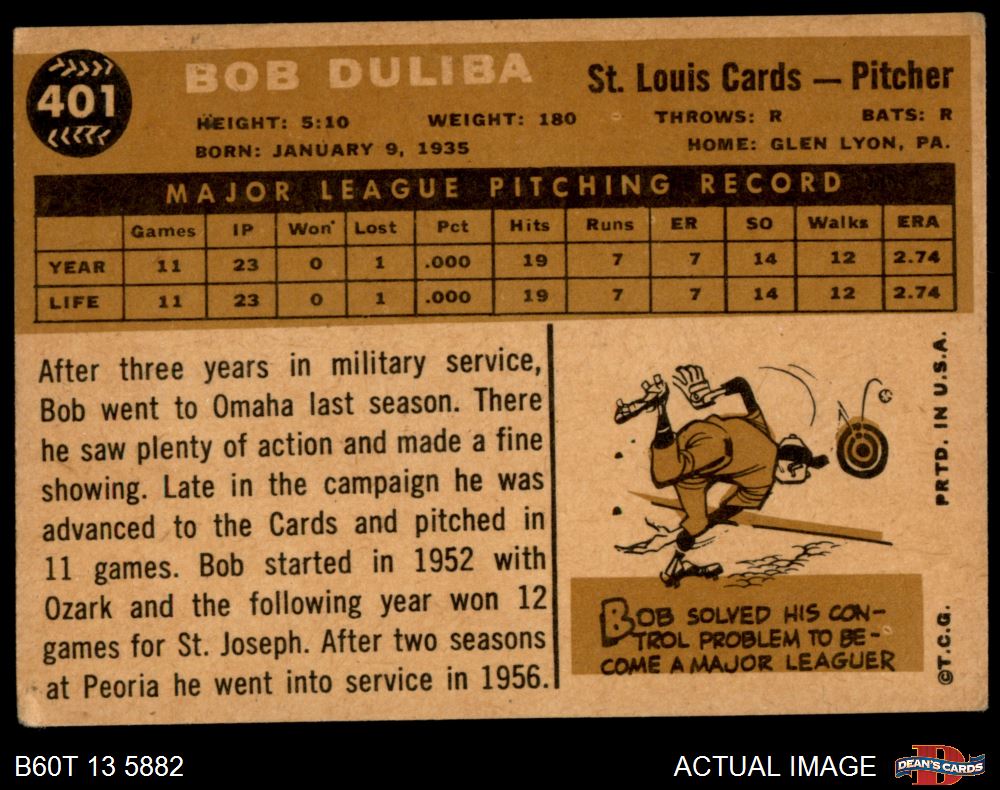 401
BOB DULIBA
St. Louis Cards — Pitcher
HEIGHT: 5:10 WEIGHT: 180 THROWS: R BATS: R
BORN: JANUARY 9, 1935 HOME: GLEN LYON, PA.
MAJOR LEAGUE PITCHING RECORD
Games IP Won Lost Pct Hits Runs ER SO Walks ERA
YEAR 11 23 0 1 .000 19 7 7 14 12 2.74
LIFE 11 23 0 1 .000 19 7 7 14 12 2.74
After three years in military service,
Bob went to Omaha last season. There
he saw plenty of action and made a fine
showing. Late in the campaign he was
advanced to the Cards and pitched in
11 games. Bob started in 1952 with
Ozark and the following year won 12
games for St. Joseph. After two seasons
at Peoria he went into service in 1956.
BOB SOLVED HIS CON-
TROL PROBLEM TO BE-
COME A MAJOR LEAGUER
©T.C.G. PRTD. IN U.S.A.
B60T 13 5882
ACTUAL IMAGE
D
DEAN'S CARDS